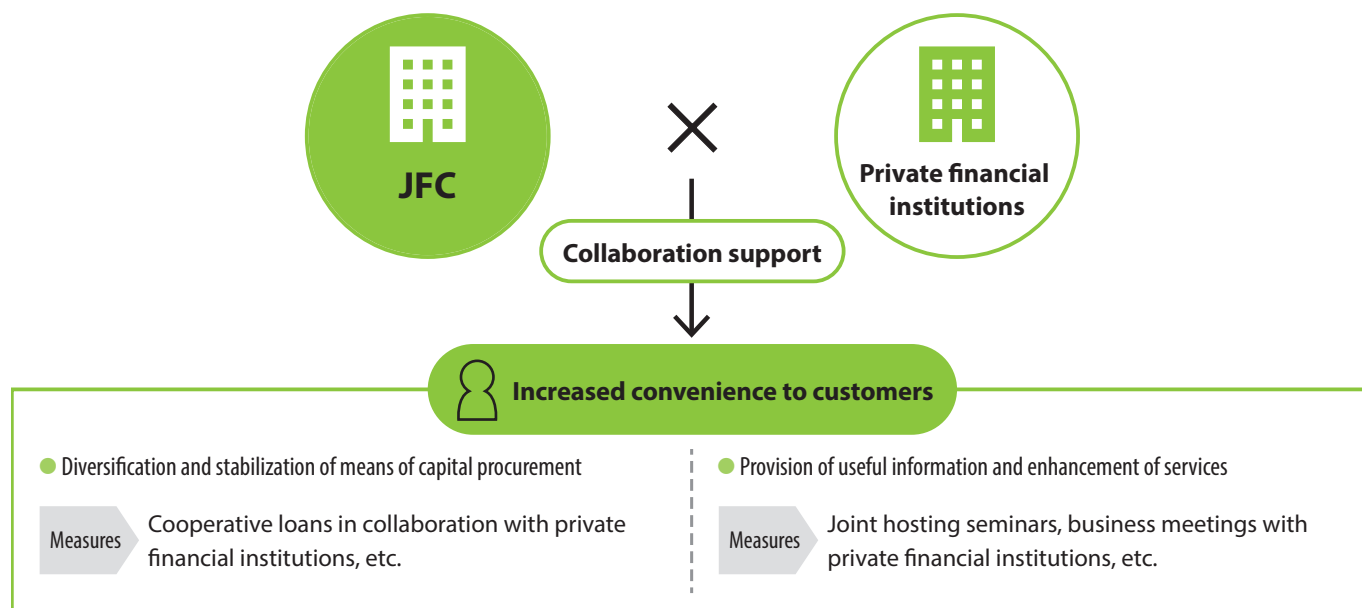 JFC
Private financial
institutions
Collaboration support
Increased convenience to customers
Diversification and stabilization of means of capital procurement
Measures
Cooperative loans in collaboration with private
financial institutions, etc.
Provision of useful information and enhancement of services
Measures
Joint hosting seminars, business meetings with
private financial institutions, etc.